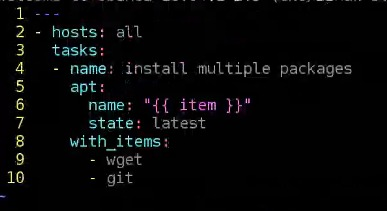 1 ---
2 - hosts: all
3   tasks:
4   - name: install multiple packages
5     apt:
6       name: "{{ item }}"
7       state: latest
8     with_items:
9       - wget
10       - git
~